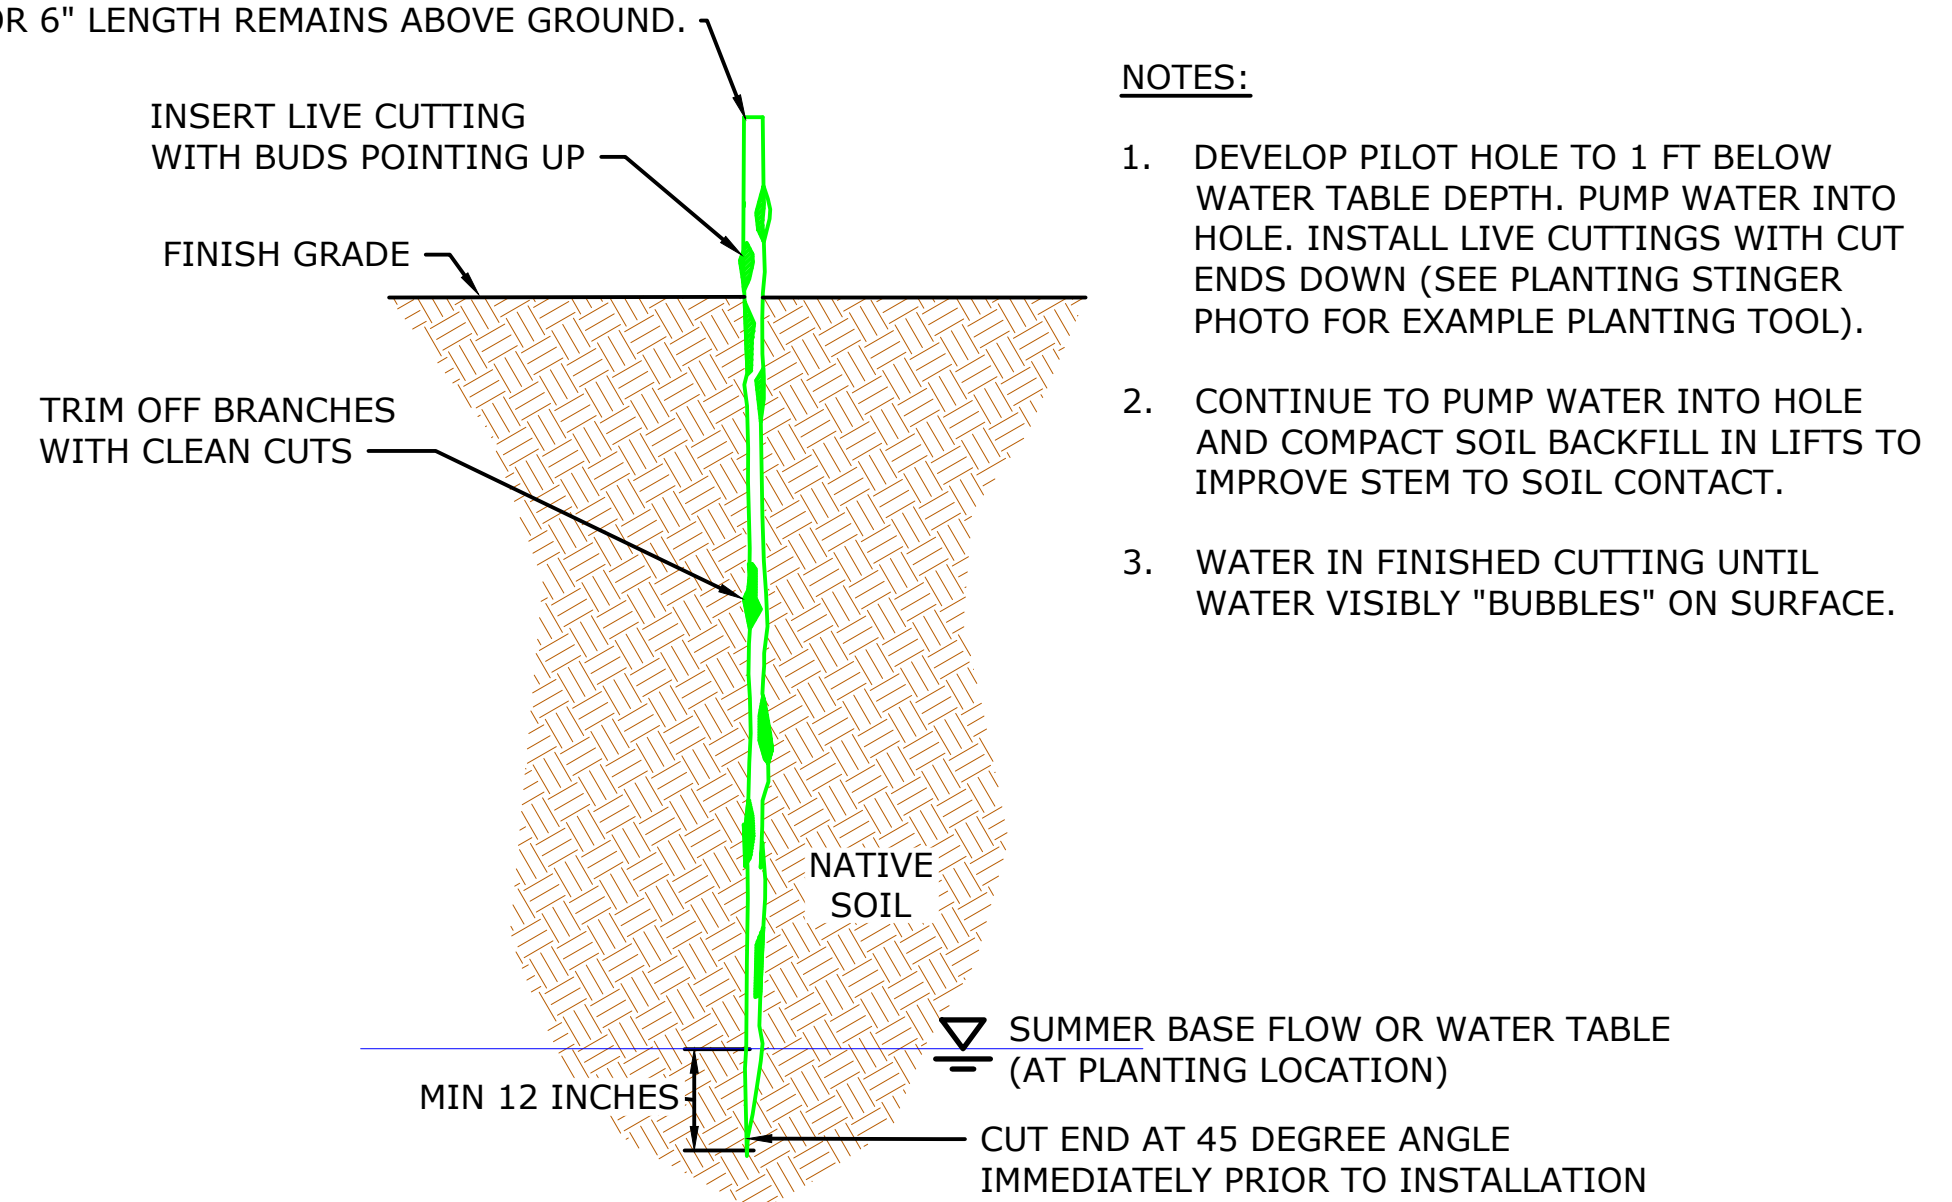 OR 6" LENGTH REMAINS ABOVE GROUND.
INSERT LIVE CUTTING
WITH BUDS POINTING UP
FINISH GRADE
TRIM OFF BRANCHES
WITH CLEAN CUTS
NATIVE
SOIL
SUMMER BASE FLOW OR WATER TABLE
(AT PLANTING LOCATION)
MIN 12 INCHES
CUT END AT 45 DEGREE ANGLE
IMMEDIATELY PRIOR TO INSTALLATION
NOTES:
1. DEVELOP PILOT HOLE TO 1 FT BELOW
WATER TABLE DEPTH. PUMP WATER INTO
HOLE. INSTALL LIVE CUTTINGS WITH CUT
ENDS DOWN (SEE PLANTING STINGER
PHOTO FOR EXAMPLE PLANTING TOOL).
2. CONTINUE TO PUMP WATER INTO HOLE
AND COMPACT SOIL BACKFILL IN LIFTS TO
IMPROVE STEM TO SOIL CONTACT.
3. WATER IN FINISHED CUTTING UNTIL
WATER VISIBLY "BUBBLES" ON SURFACE.